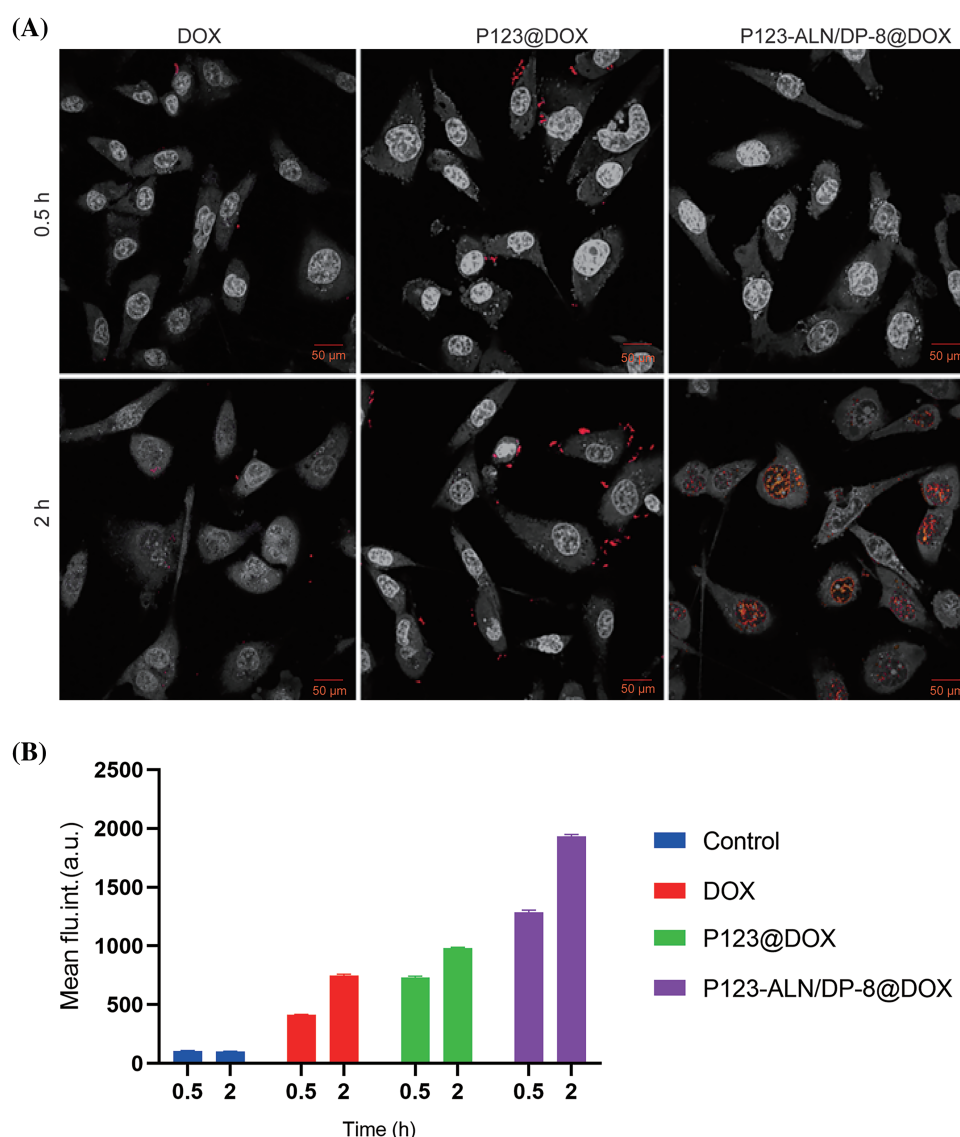 (A)
DOX P123@DOX P123-ALN/DP-8@DOX
0.5 h
50 µm 50 µm 50 µm
2 h
50 µm 50 µm 50 µm
(B)
2500
2000
1500
1000
500
0
Mean flu.int.(a.u.)
0.5 2 0.5 2 0.5 2 0.5 2
Time (h)
Control
DOX
P123@DOX
P123-ALN/DP-8@DOX